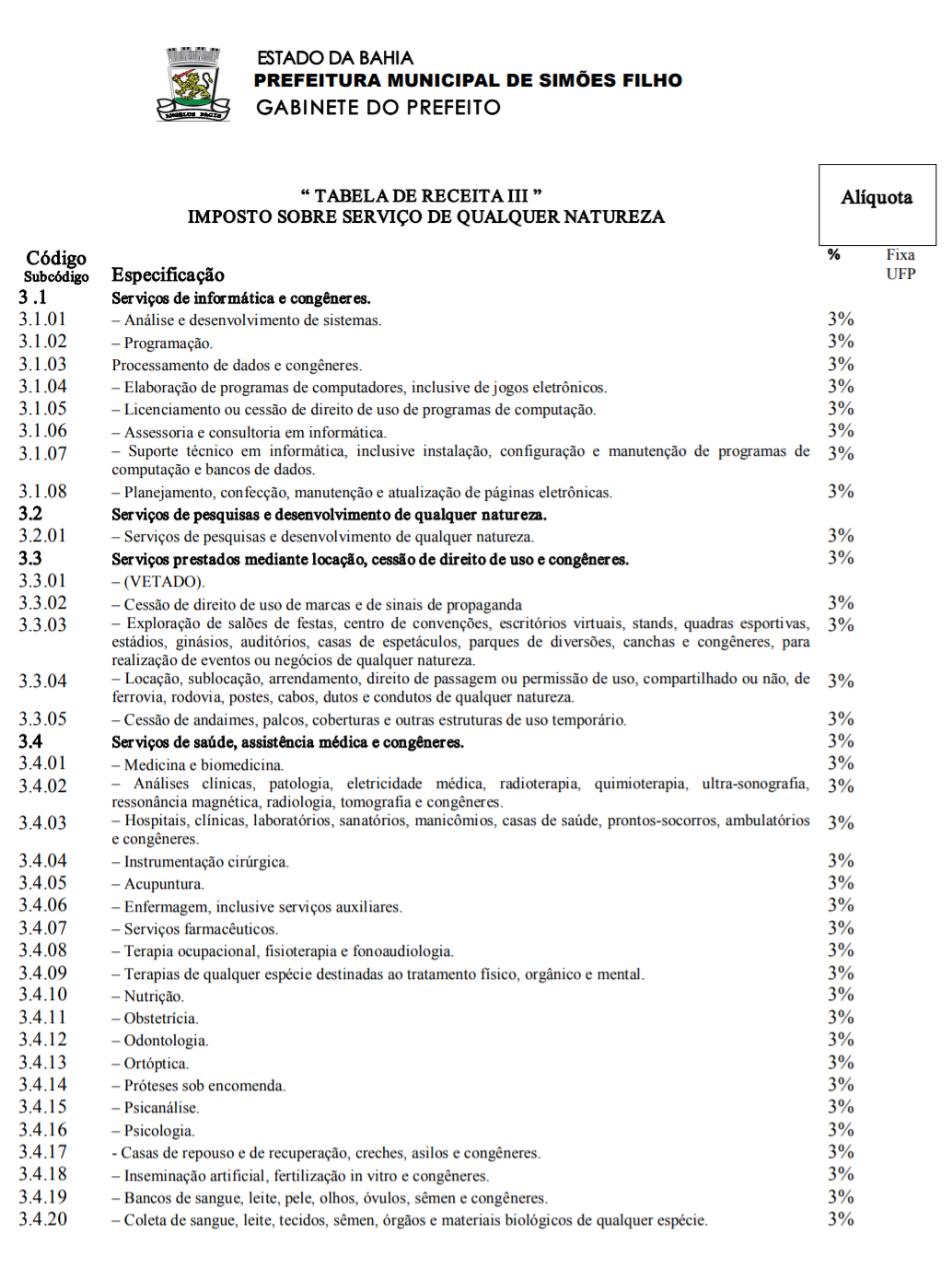 ESTADO DA BAHIA
PREFEITURA MUNICIPAL DE SIMÕES FILHO
GABINETE DO PREFEITO
ANGELUS PACIS
“ TABELA DE RECEITA III ”
IMPOSTO SOBRE SERVIÇO DE QUALQUER NATUREZA
Alíquota
Código
Subcódigo
Especificação
% Fixa
UFP
3 .1 Serviços de informática e congêneres.
3.1.01 – Análise e desenvolvimento de sistemas. 3%
3.1.02 – Programação. 3%
3.1.03 Processamento de dados e congêneres. 3%
3.1.04 – Elaboração de programas de computadores, inclusive de jogos eletrônicos. 3%
3.1.05 – Licenciamento ou cessão de direito de uso de programas de computação. 3%
3.1.06 – Assessoria e consultoria em informática. 3%
3.1.07 – Suporte técnico em informática, inclusive instalação, configuração e manutenção de programas de 3%
computação e bancos de dados.
3.1.08 – Planejamento, confecção, manutenção e atualização de páginas eletrônicas. 3%
3.2 Serviços de pesquisas e desenvolvimento de qualquer natureza.
3.2.01 – Serviços de pesquisas e desenvolvimento de qualquer natureza. 3%
3.3 Serviços prestados mediante locação, cessão de direito de uso e congêneres. 3%
3.3.01 – (VETADO).
3.3.02 – Cessão de direito de uso de marcas e de sinais de propaganda 3%
3.3.03 – Exploração de salões de festas, centro de convenções, escritórios virtuais, stands, quadras esportivas, 3%
estádios, ginásios, auditórios, casas de espetáculos, parques de diversões, canchas e congêneres, para
realização de eventos ou negócios de qualquer natureza.
3.3.04 – Locação, sublocação, arrendamento, direito de passagem ou permissão de uso, compartilhado ou não, de 3%
ferrovia, rodovia, postes, cabos, dutos e condutos de qualquer natureza.
3.3.05 – Cessão de andaimes, palcos, coberturas e outras estruturas de uso temporário. 3%
3.4 Serviços de saúde, assistência médica e congêneres. 3%
3.4.01 – Medicina e biomedicina. 3%
3.4.02 – Análises clínicas, patologia, eletricidade médica, radioterapia, quimioterapia, ultra-sonografia, 3%
ressonância magnética, radiologia, tomografia e congêneres.
3.4.03 – Hospitais, clínicas, laboratórios, sanatórios, manicômios, casas de saúde, prontos-socorros, ambulatórios 3%
e congêneres.
3.4.04 – Instrumentação cirúrgica. 3%
3.4.05 – Acupuntura. 3%
3.4.06 – Enfermagem, inclusive serviços auxiliares. 3%
3.4.07 – Serviços farmacêuticos. 3%
3.4.08 – Terapia ocupacional, fisioterapia e fonoaudiologia. 3%
3.4.09 – Terapias de qualquer espécie destinadas ao tratamento físico, orgânico e mental. 3%
3.4.10 – Nutrição. 3%
3.4.11 – Obstetrícia. 3%
3.4.12 – Odontologia. 3%
3.4.13 – Ortóptica. 3%
3.4.14 – Próteses sob encomenda. 3%
3.4.15 – Psicanálise. 3%
3.4.16 – Psicologia. 3%
3.4.17 - Casas de repouso e de recuperação, creches, asilos e congêneres. 3%
3.4.18 – Inseminação artificial, fertilização in vitro e congêneres. 3%
3.4.19 – Bancos de sangue, leite, pele, olhos, óvulos, sêmen e congêneres. 3%
3.4.20 – Coleta de sangue, leite, tecidos, sêmen, órgãos e materiais biológicos de qualquer espécie. 3%